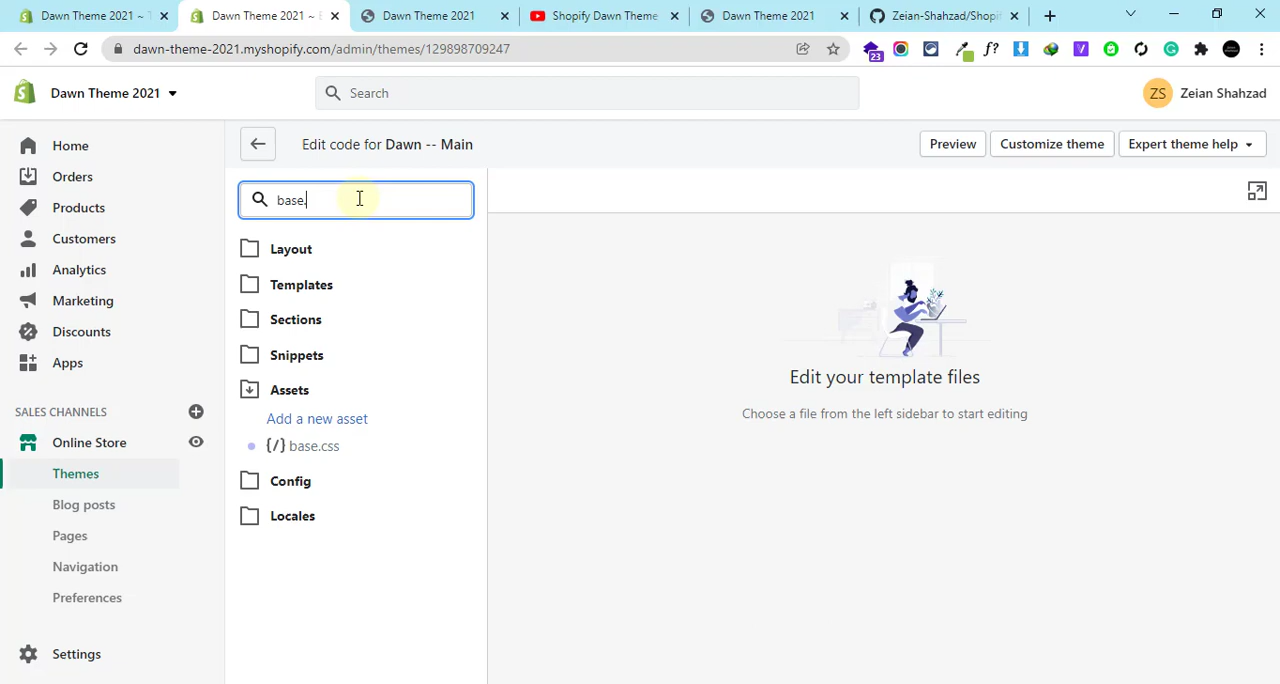 Dawn Theme 2021 ~ T
Dawn Theme 2021 ~ E
Dawn Theme 2021
Shopify Dawn Theme
Dawn Theme 2021
Zeian-Shahzad/Shopif
dawn-theme-2021.myshopify.com/admin/themes/129898709247
f?
23
V
Dawn Theme 2021
Search
ZS
Zeian Shahzad
Home
Orders
Products
Customers
Analytics
Marketing
Discounts
Apps
SALES CHANNELS
Online Store
Themes
Blog posts
Pages
Navigation
Preferences
Settings
Edit code for Dawn -- Main
Preview
Customize theme
Expert theme help
base.
Layout
Templates
Sections
Snippets
Assets
Add a new asset
{/} base.css
Config
Locales
Edit your template files
Choose a file from the left sidebar to start editing